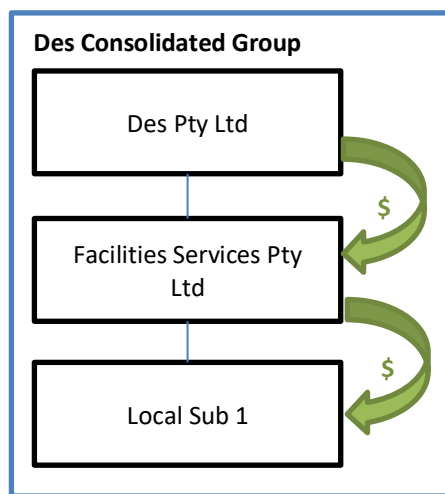 Des Consolidated Group
Des Pty Ltd
$
Facilities Services Pty
Ltd
$
Local Sub 1